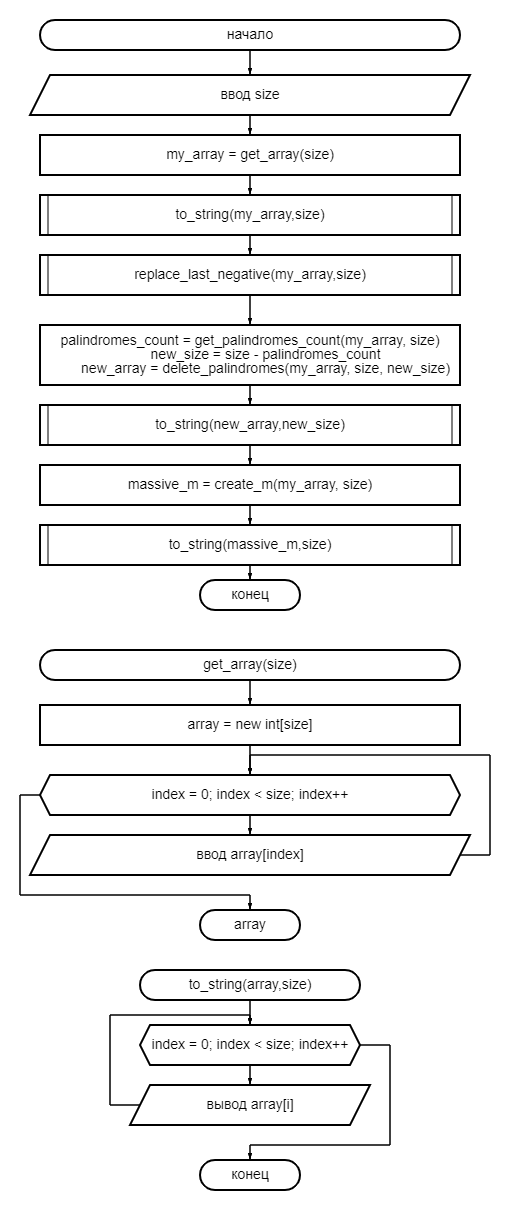 начало
ввод size
my_array = get_array(size)
to_string(my_array,size)
replace_last_negative(my_array,size)
palindromes_count = get_palindromes_count(my_array, size)
new_size = size - palindromes_count
new_array = delete_palindromes(my_array, size, new_size)
to_string(new_array,new_size)
massive_m = create_m(my_array, size)
to_string(massive_m,size)
конец
get_array(size)
array = new int[size]
index = 0; index < size; index++
ввод array[index]
array
to_string(array,size)
index = 0; index < size; index++
вывод array[i]
конец